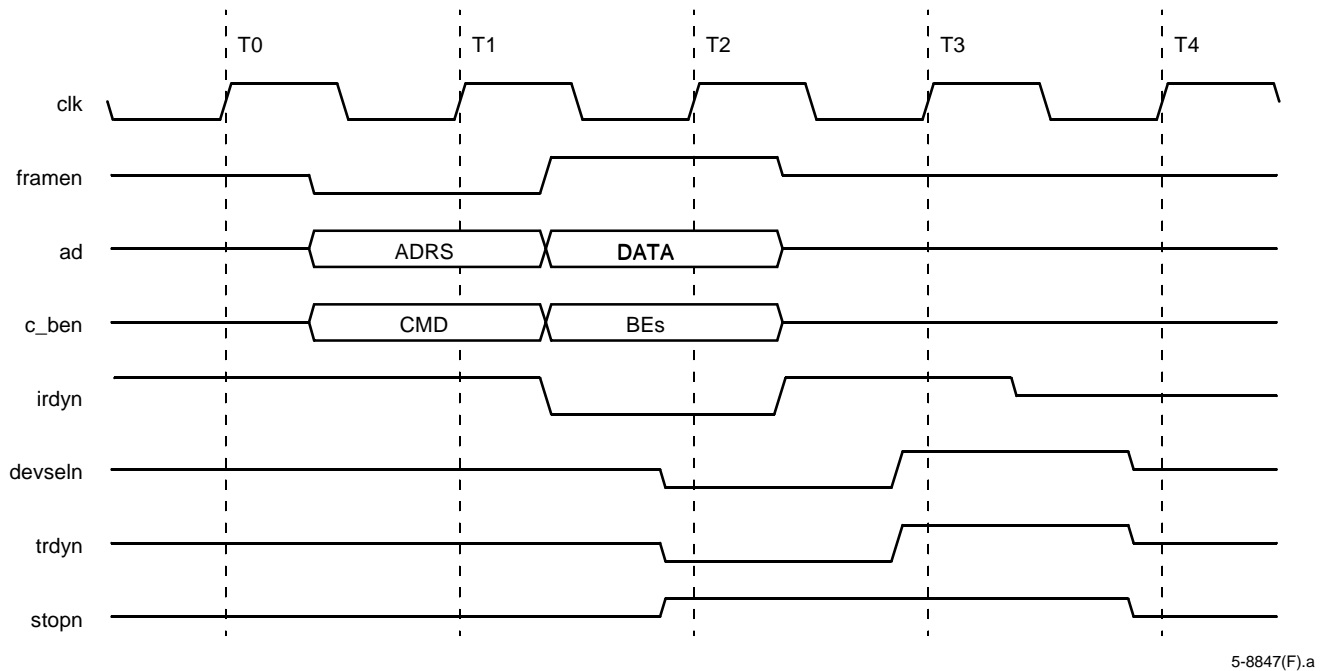 T0 T1 T2 T3 T4
clk
framen
ad ADRS DATA
c_ben CMD BEs
irdyn
devseln
trdyn
stopn
5-8847(F).a